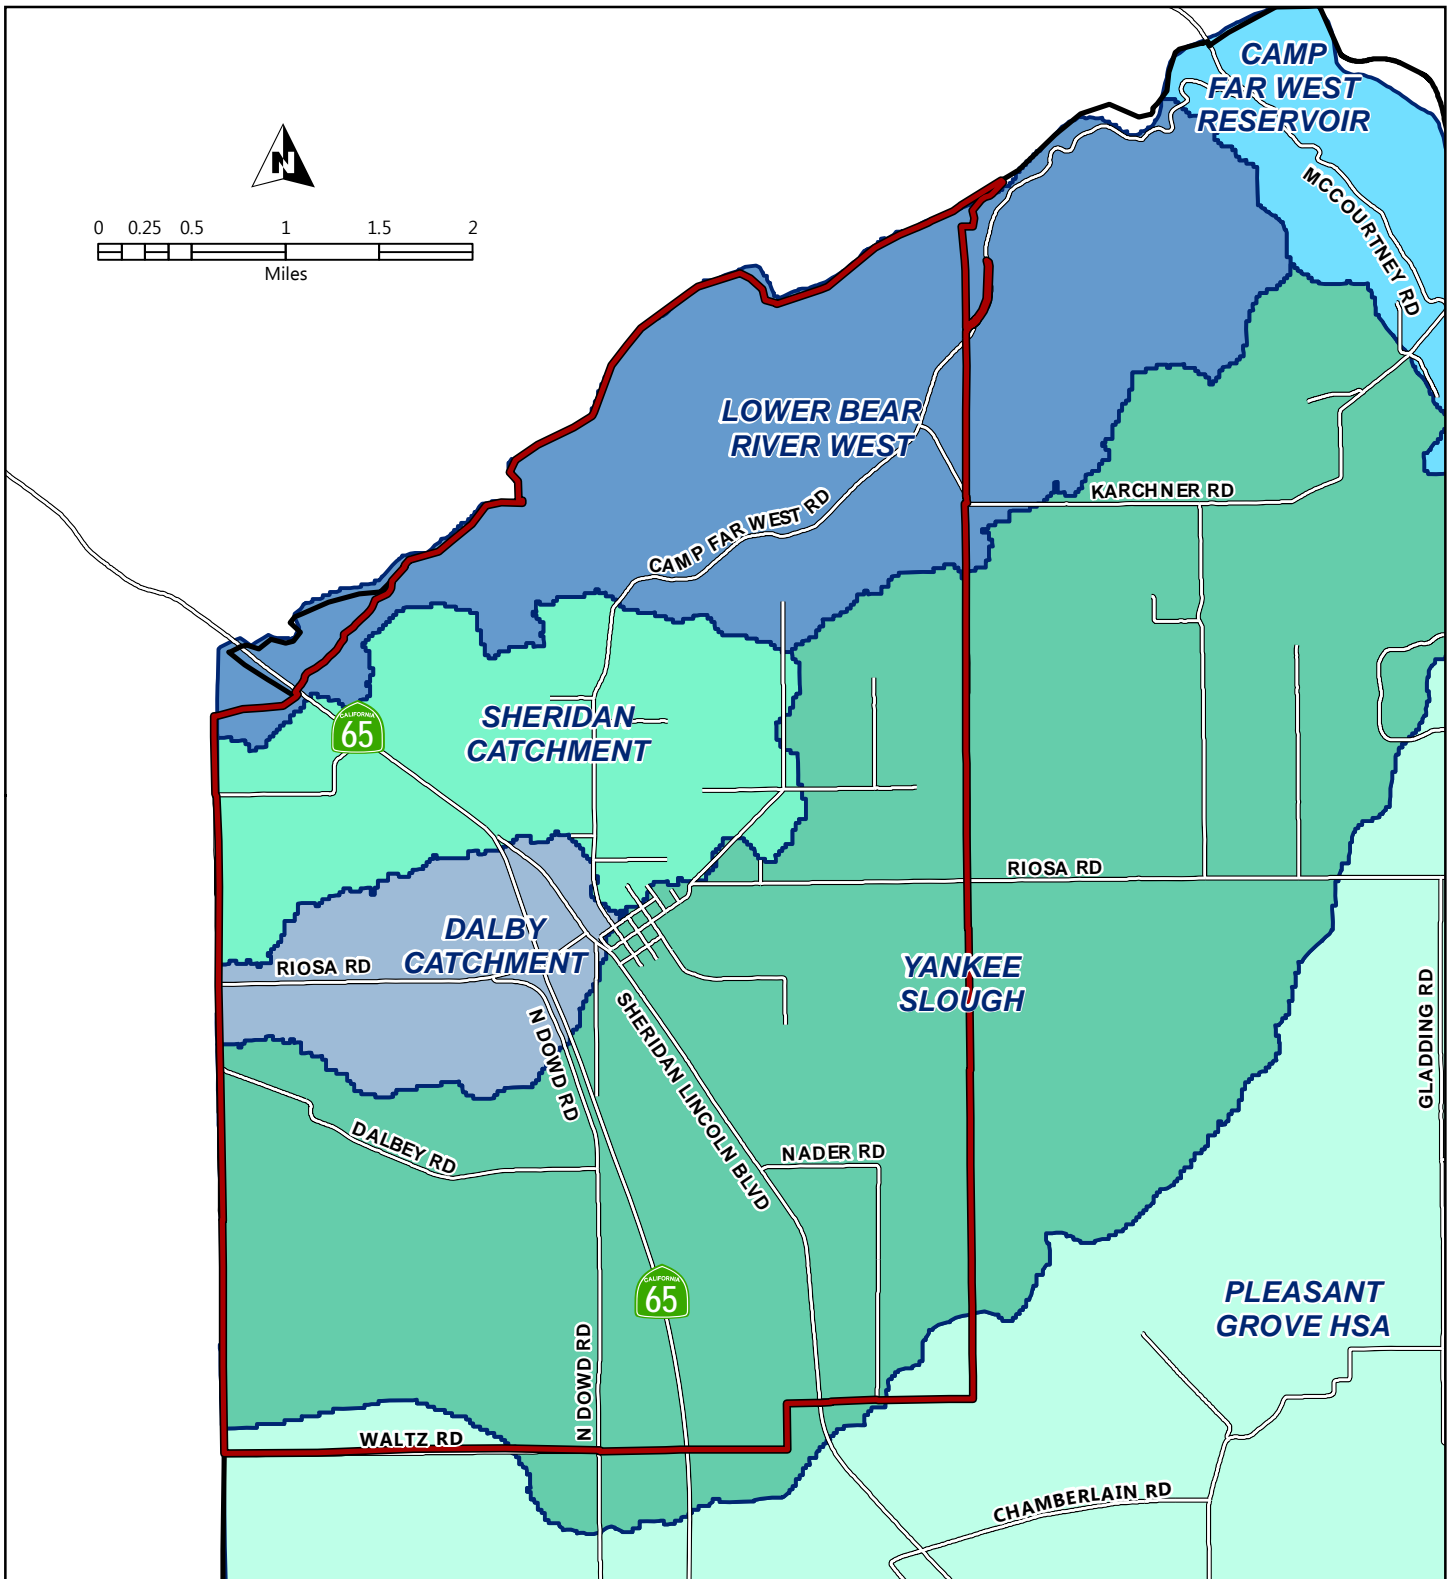 CAMP
FAR WEST
RESERVOIR
N
0 0.25 0.5 1 1.5 2
Miles
MCCOURTNEY RD
LOWER BEAR
RIVER WEST
KARCHNER RD
CAMP FAR WEST RD
SHERIDAN
CATCHMENT
CALIFORNIA
65
RIOSA RD
DALBY
CATCHMENT
RIOSA RD
YANKEE
SLOUGH
GLADDING RD
N DOWD RD
SHERIDAN LINCOLN BLVD
DALBEY RD
NADER RD
CALIFORNIA
65
PLEASANT
GROVE HSA
N DOWD RD
WALTZ RD
CHAMBERLAIN RD